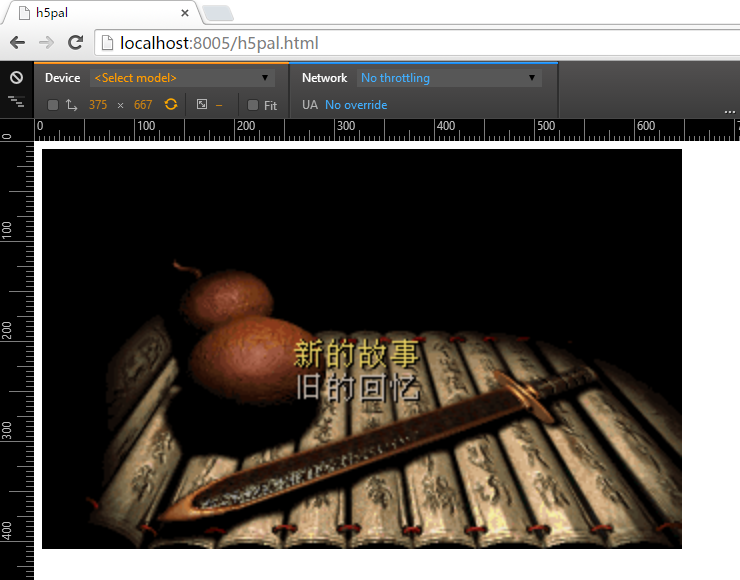 h5pal
localhost:8005/h5pal.html
Device <Select model> Network No throttling
375 × 667 – Fit UA No override
...
0 100 200 300 400 500 600 7
0
100
200
300
400
新的故事
旧的回忆